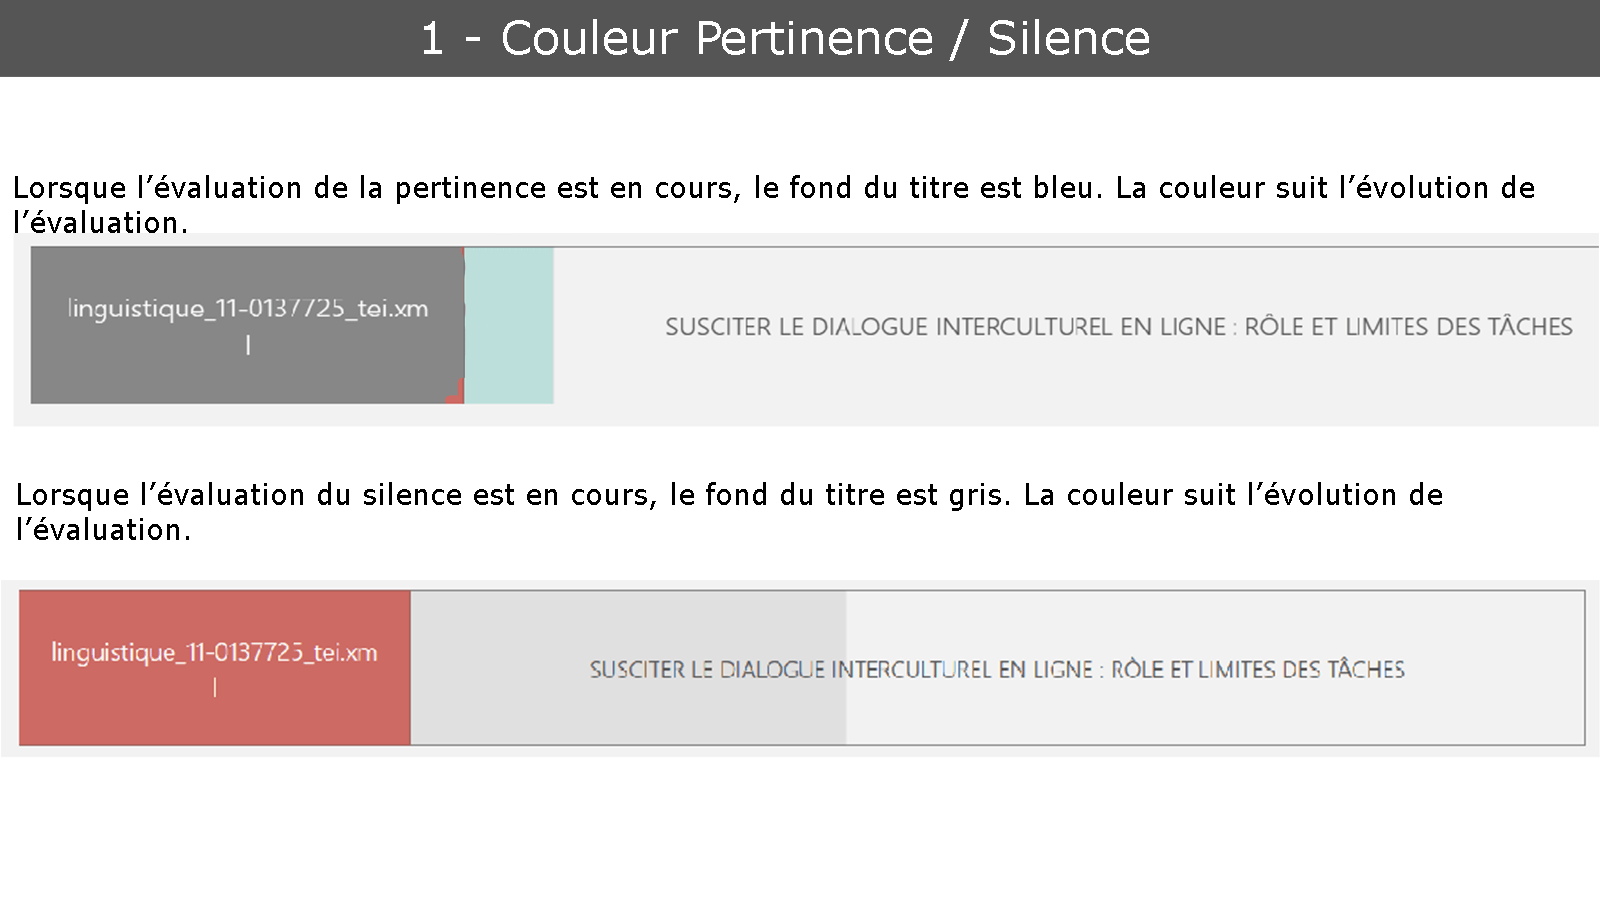 1 - Couleur Pertinence / Silence
Lorsque l’évaluation de la pertinence est en cours, le fond du titre est bleu. La couleur suit l’évolution de
l’évaluation.
linguistique_11-0137725_tei.xm
l
SUSCITER LE DIALOGUE INTERCULTUREL EN LIGNE : RÔLE ET LIMITES DES TÂCHES
Lorsque l’évaluation du silence est en cours, le fond du titre est gris. La couleur suit l’évolution de
l’évaluation.
linguistique_11-0137725_tei.xm
l
SUSCITER LE DIALOGUE INTERCULTUREL EN LIGNE : RÔLE ET LIMITES DES TÂCHES